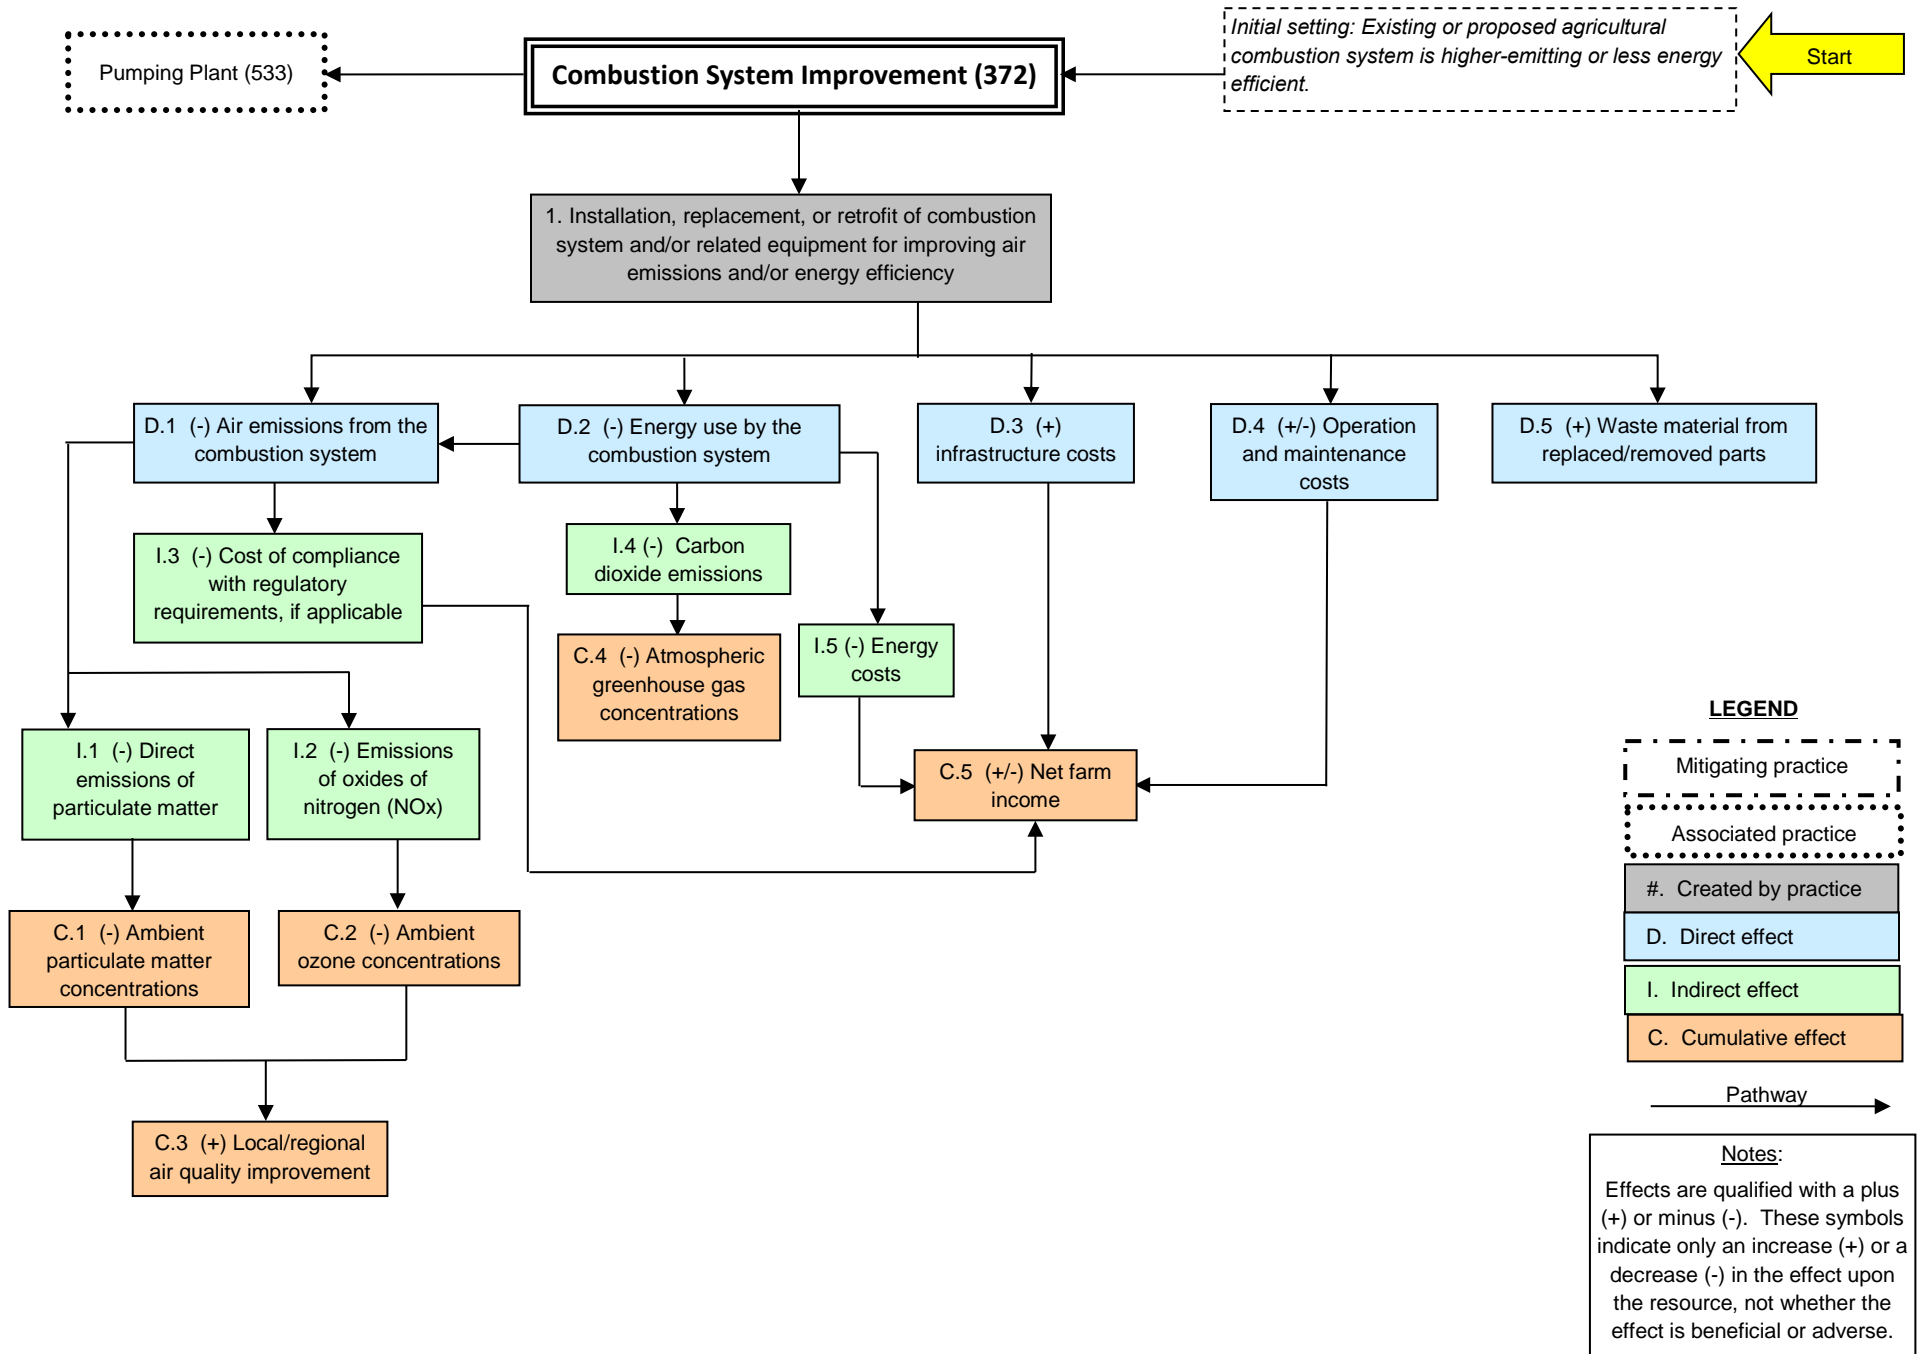 Initial setting: Existing or proposed agricultural
combustion system is higher-emitting or less energy
efficient.
Start
Combustion System Improvement (372)
Pumping Plant (533)
1. Installation, replacement, or retrofit of combustion
system and/or related equipment for improving air
emissions and/or energy efficiency
D.1 (-) Air emissions from the
combustion system
D.2 (-) Energy use by the
combustion system
D.3 (+)
infrastructure costs
D.4 (+/-) Operation
and maintenance
costs
D.5 (+) Waste material from
replaced/removed parts
I.3 (-) Cost of compliance
with regulatory
requirements, if applicable
I.4 (-) Carbon
dioxide emissions
C.4 (-) Atmospheric
greenhouse gas
concentrations
I.5 (-) Energy
costs
I.1 (-) Direct
emissions of
particulate matter
I.2 (-) Emissions
of oxides of
nitrogen (NOx)
C.5 (+/-) Net farm
income
C.1 (-) Ambient
particulate matter
concentrations
C.2 (-) Ambient
ozone concentrations
C.3 (+) Local/regional
air quality improvement
LEGEND
Mitigating practice
Associated practice
#. Created by practice
D. Direct effect
I. Indirect effect
C. Cumulative effect
Pathway
Notes:
Effects are qualified with a plus
(+) or minus (-). These symbols
indicate only an increase (+) or a
decrease (-) in the effect upon
the resource, not whether the
effect is beneficial or adverse.